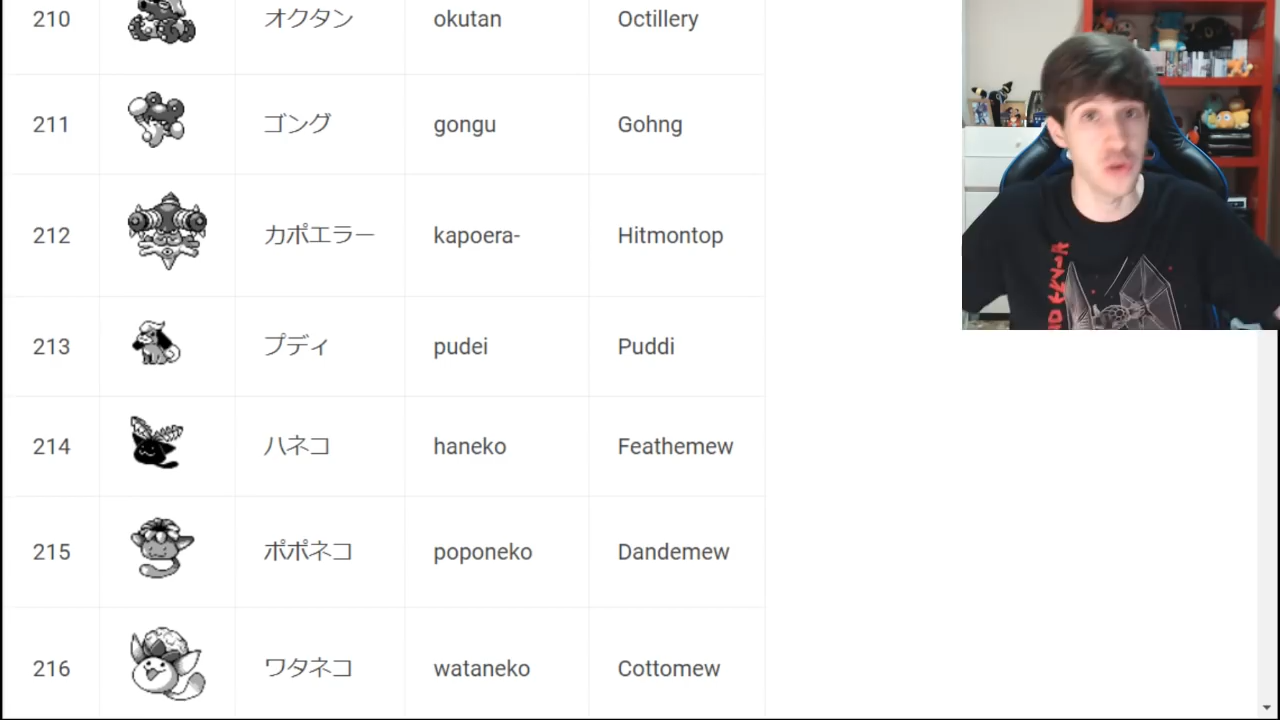 210 オクタン okutan Octillery
211 ゴング gongu Gohng
212 カポエラー kapoera- Hitmontop
213 プディ pudei Puddi
214 ハネコ haneko Feathemew
215 ポポネコ poponeko Dandemew
216 ワタネコ wataneko Cottomew